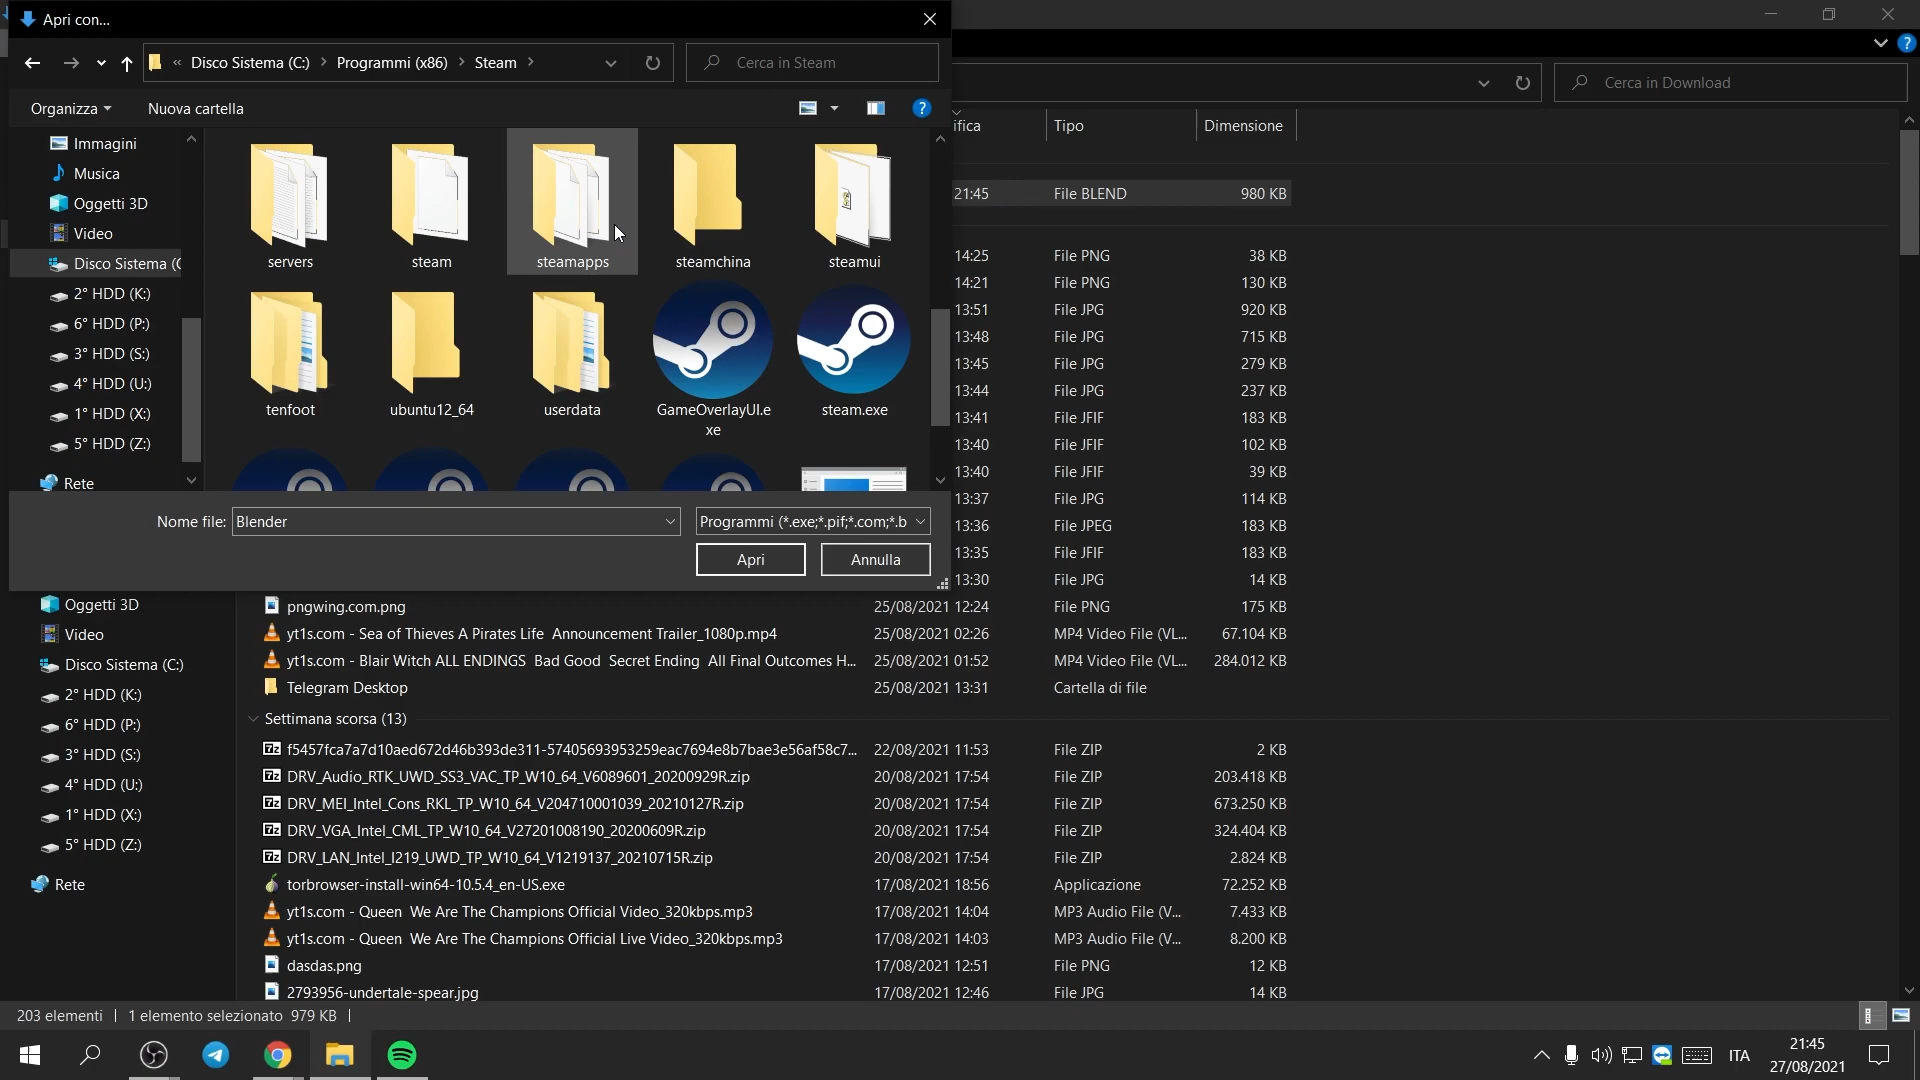 Apri con...
« Disco Sistema (C:) > Programmi (x86) > Steam >
Cerca in Steam
Organizza
Nuova cartella
Immagini
Musica
Oggetti 3D
Video
Disco Sistema (C
2° HDD (K:)
6° HDD (P:)
3° HDD (S:)
4° HDD (U:)
1° HDD (X:)
5° HDD (Z:)
Rete
servers
steam
steamapps
steamchina
steamui
tenfoot
ubuntu12_64
userdata
GameOverlayUI.e
xe
steam.exe
Nome file: Blender
Programmi (*.exe;*.pif;*.com;*.b
Apri
Annulla
Cerca in Download
ifica Tipo Dimensione
21:45 File BLEND 980 KB
14:25 File PNG 38 KB
14:21 File PNG 130 KB
13:51 File JPG 920 KB
13:48 File JPG 715 KB
13:45 File JPG 279 KB
13:44 File JPG 237 KB
13:41 File JFIF 183 KB
13:40 File JFIF 102 KB
13:40 File JFIF 39 KB
13:37 File JPG 114 KB
13:36 File JPEG 183 KB
13:35 File JFIF 183 KB
13:30 File JPG 14 KB
Oggetti 3D
Video
Disco Sistema (C:)
2° HDD (K:)
6° HDD (P:)
3° HDD (S:)
4° HDD (U:)
1° HDD (X:)
5° HDD (Z:)
Rete
pngwing.com.png 25/08/2021 12:24 File PNG 175 KB
yt1s.com - Sea of Thieves A Pirates Life Announcement Trailer_1080p.mp4 25/08/2021 02:26 MP4 Video File (VL... 67.104 KB
yt1s.com - Blair Witch ALL ENDINGS Bad Good Secret Ending All Final Outcomes H... 25/08/2021 01:52 MP4 Video File (VL... 284.012 KB
Telegram Desktop 25/08/2021 13:31 Cartella di file
Settimana scorsa (13)
f5457fca7a7d10aed672d46b393de311-57405693953259eac7694e8b7bae3e56af58c7... 22/08/2021 11:53 File ZIP 2 KB
DRV_Audio_RTK_UWD_SS3_VAC_TP_W10_64_V6089601_20200929R.zip 20/08/2021 17:54 File ZIP 203.418 KB
DRV_MEI_Intel_Cons_RKL_TP_W10_64_V204710001039_20210127R.zip 20/08/2021 17:54 File ZIP 673.250 KB
DRV_VGA_Intel_CML_TP_W10_64_V27201008190_20200609R.zip 20/08/2021 17:54 File ZIP 324.404 KB
DRV_LAN_Intel_I219_UWD_TP_W10_64_V1219137_20210715R.zip 20/08/2021 17:54 File ZIP 2.824 KB
torbrowser-install-win64-10.5.4_en-US.exe 17/08/2021 18:56 Applicazione 72.252 KB
yt1s.com - Queen We Are The Champions Official Video_320kbps.mp3 17/08/2021 14:04 MP3 Audio File (V... 7.433 KB
yt1s.com - Queen We Are The Champions Official Live Video_320kbps.mp3 17/08/2021 14:03 MP3 Audio File (V... 8.200 KB
dasdas.png 17/08/2021 12:51 File PNG 12 KB
2793956-undertale-spear.jpg 17/08/2021 12:46 File JPG 14 KB
203 elementi 1 elemento selezionato 979 KB
ITA
21:45
27/08/2021